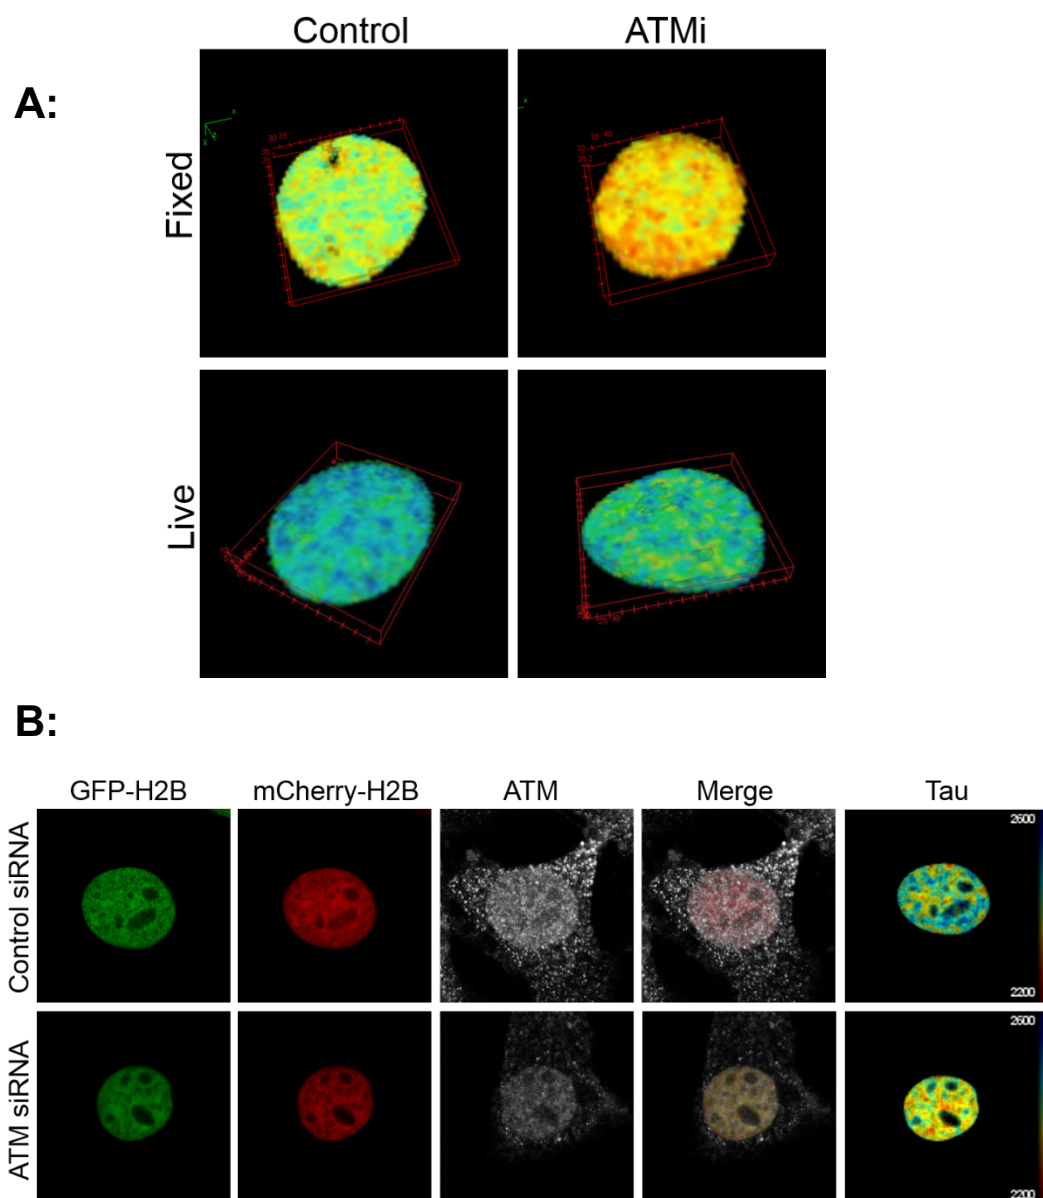 Control ATMi
A:
Fixed
Live
B:
GFP-H2B mCherry-H2B ATM Merge Tau
Control siRNA
2600
2200
ATM siRNA
2600
2200